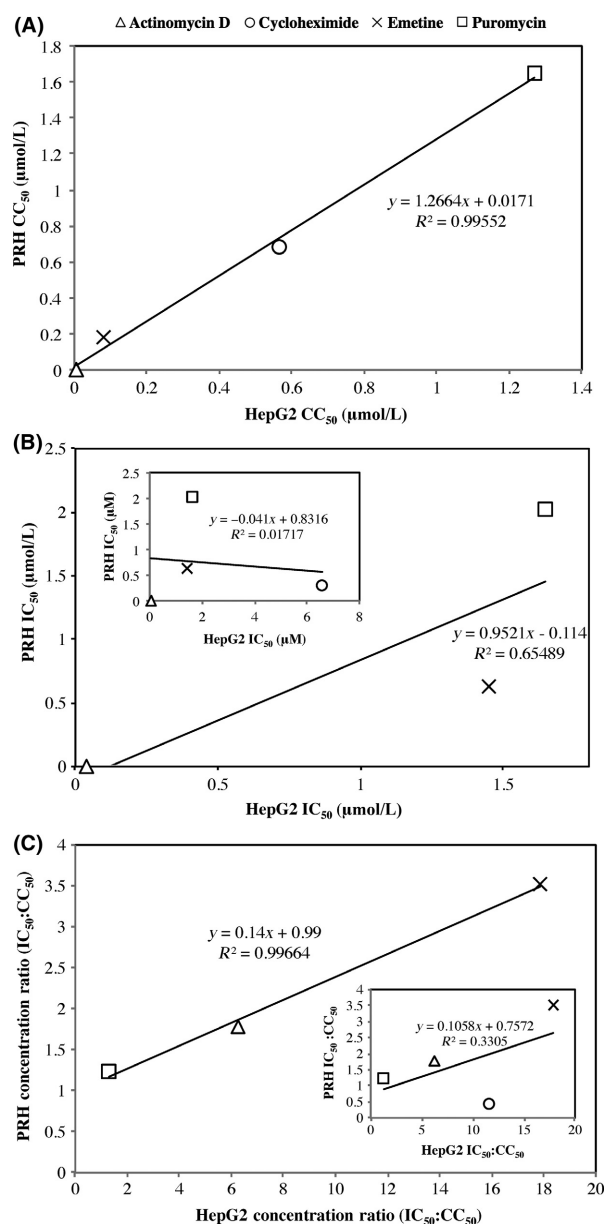 △ Actinomycin D ○ Cycloheximide × Emetine □ Puromycin
(A)
1.8
1.6
1.4
1.2
1
0.8
0.6
0.4
0.2
0
PRH CC50 (µmol/L)
y = 1.2664x + 0.0171
R² = 0.99552
0 0.2 0.4 0.6 0.8 1 1.2 1.4
HepG2 CC50 (µmol/L)
(B)
2.5
2
1.5
1
0.5
0
PRH IC50 (µmol/L)
2.5
2
1.5
1
0.5
0
PRH IC50 (µM)
y = –0.041x + 0.8316
R² = 0.01717
0 2 4 6 8
HepG2 IC50 (µM)
y = 0.9521x - 0.114
R² = 0.65489
0 0.5 1 1.5
HepG2 IC50 (µmol/L)
(C)
4
3.5
3
2.5
2
1.5
1
0.5
0
PRH concentration ratio (IC50:CC50)
y = 0.14x + 0.99
R² = 0.99664
4
3.5
3
2.5
2
1.5
1
0.5
0
PRH IC50:CC50
y = 0.1058x + 0.7572
R² = 0.3305
0 5 10 15 20
HepG2 IC50:CC50
0 2 4 6 8 10 12 14 16 18 20
HepG2 concentration ratio (IC50:CC50)